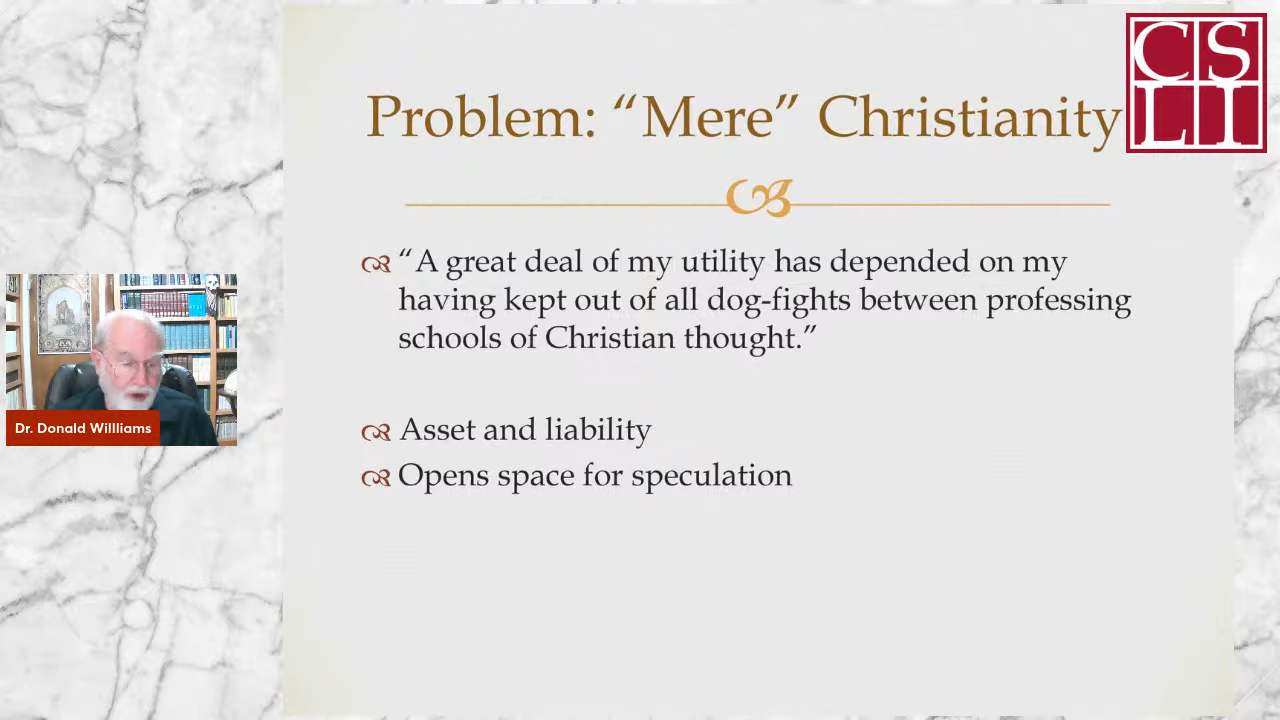 CS
LI
Problem: “Mere” Christianity
“A great deal of my utility has depended on my
having kept out of all dog-fights between professing
schools of Christian thought.”
Asset and liability
Opens space for speculation
Dr. Donald Willliams